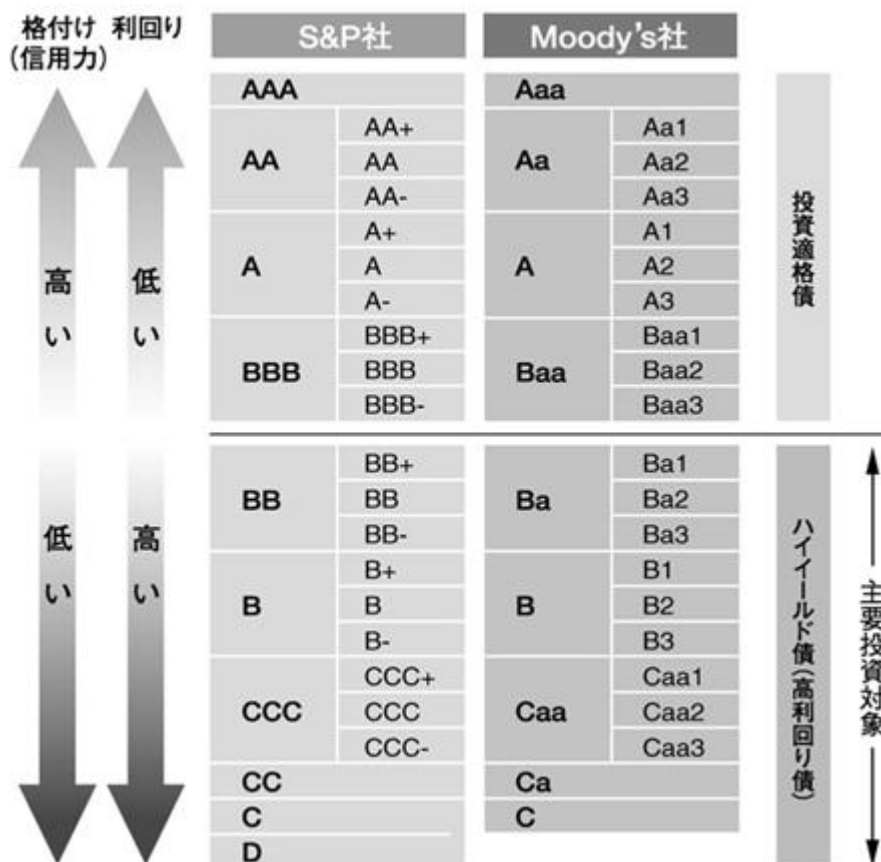 格付け 利回り
(信用力)
S&P社 Moody's社
AAA Aaa
AA+ Aa1
AA AA Aa Aa2
AA- Aa3
A+ A1
A A A A2
A- A3
BBB+ Baa1
BBB BBB Baa Baa2
BBB- Baa3
高い 低い
投資適格債
BB+ Ba1
BB BB Ba Ba2
BB- Ba3
B+ B1
B B B B2
B- B3
CCC+ Caa1
CCC CCC Caa Caa2
CCC- Caa3
CC Ca
C C
D
低い 高い
ハイイールド債(高利回り債)
主要投資対象